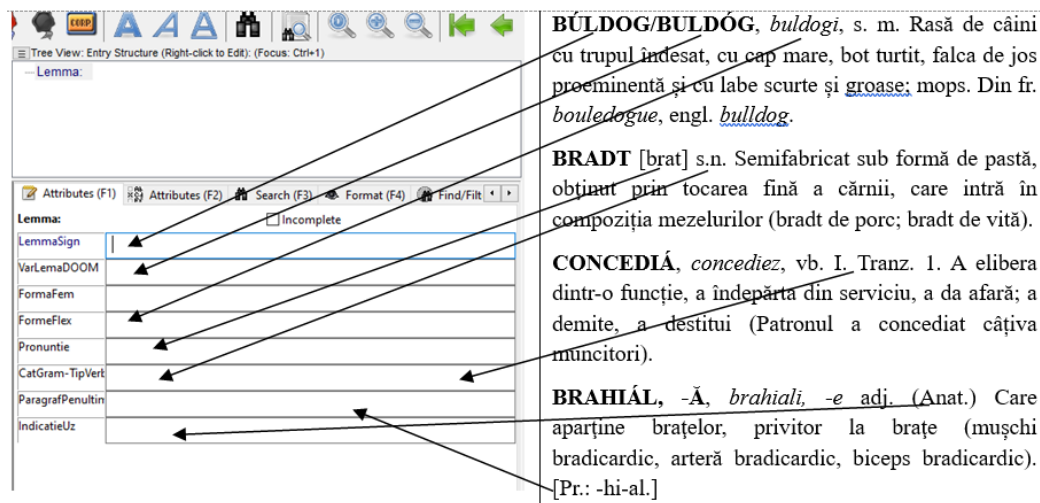 CORP
Tree View: Entry Structure (Right-click to Edit): (Focus: Ctrl+1)
Lemma:
Attributes (F1) Attributes (F2) Search (F3) Format (F4) Find/Filt
Lemma: Incomplete
LemmaSign
VarLemaDOOM
FormaFem
FormeFlex
Pronuntie
CatGram-TipVerb
ParagrafPenultin
IndicatieUz
BÚLDOG/BULDÓG, buldogi, s. m. Rasă de câini
cu trupul îndesat, cu cap mare, bot turtit, falca de jos
proeminentă și cu labe scurte și groase; mops. Din fr.
bouledogue, engl. bulldog.
BRADT [brat] s.n. Semifabricat sub formă de pastă,
obținut prin tocarea fină a cărnii, care intră în
compoziția mezelurilor (bradt de porc; bradt de vită).
CONCEDIÁ, concediez, vb. I. Tranz. 1. A elibera
dintr-o funcție, a îndepărta din serviciu, a da afară; a
demite, a destitui (Patronul a concediat câțiva
muncitori).
BRAHIÁL, -Ă, brahiali, -e adj. (Anat.) Care
aparţine braţelor, privitor la braţe (mușchi
bradicardic, arteră bradicardic, biceps bradicardic).
[Pr.: -hi-al.]